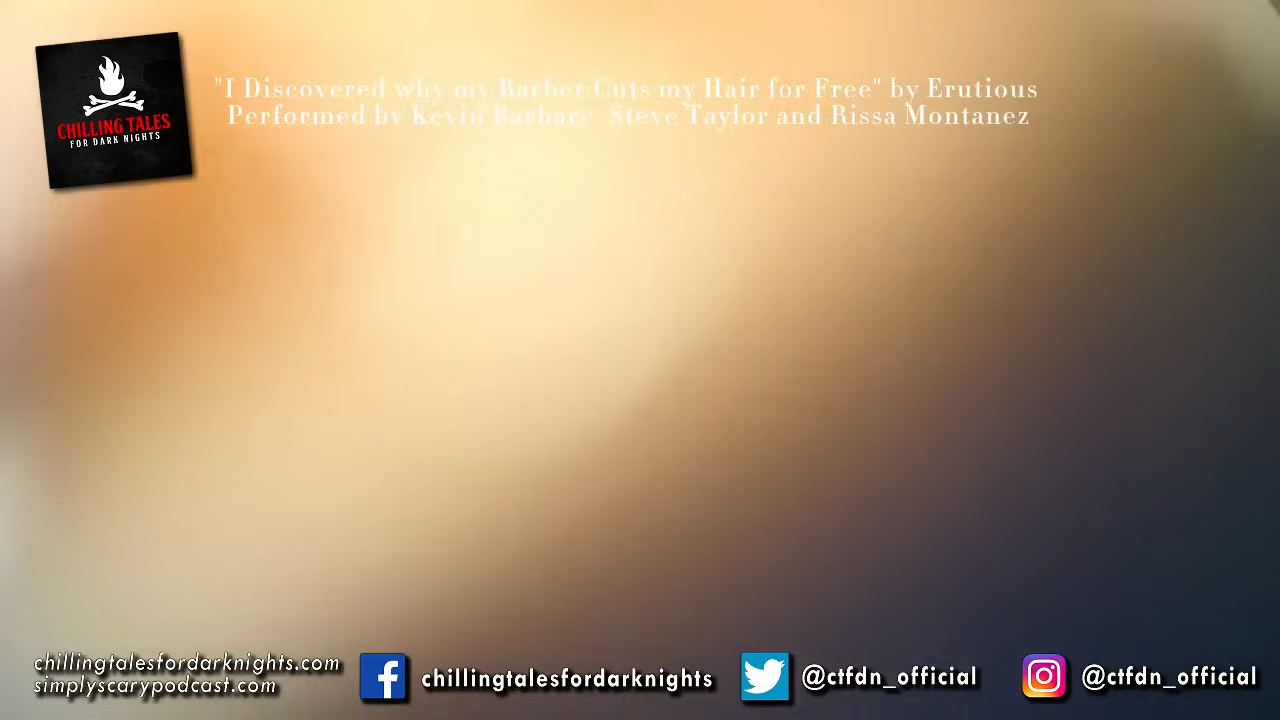 "I Discovered why my Barber Cuts my Hair for Free" by Erutious
Performed by Kevin Barbare, Steve Taylor and Rissa Montanez
CHILLING TALES
FOR DARK NIGHTS
chillingtalesfordarknights.com
simplyscarypodcast.com
chillingtalesfordarknights
@ctfdn_official
@ctfdn_official